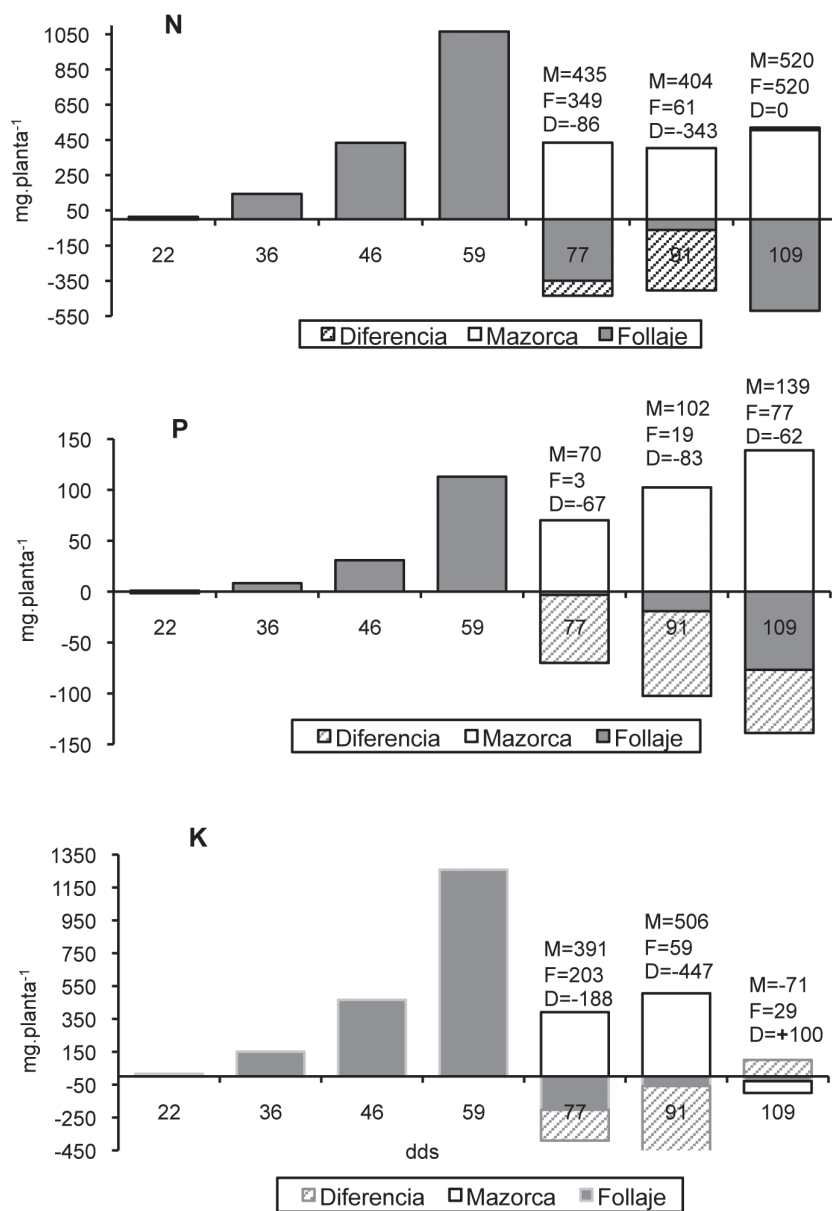 N
1050
850
650
450
250
50
-150
-350
-550
mg.planta⁻¹
M=435
F=349
D=-86
M=404
F=61
D=-343
M=520
F=520
D=0
22 36 46 59 77 91 109
Diferencia Mazorca Follaje
P
150
100
50
0
-50
-100
-150
mg.planta⁻¹
M=70
F=3
D=-67
M=102
F=19
D=-83
M=139
F=77
D=-62
22 36 46 59 77 91 109
Diferencia Mazorca Follaje
K
1350
1150
950
750
550
350
150
-50
-250
-450
mg.planta⁻¹
M=391
F=203
D=-188
M=506
F=59
D=-447
M=-71
F=29
D=+100
22 36 46 59 77 91 109
dds
Diferencia Mazorca Follaje